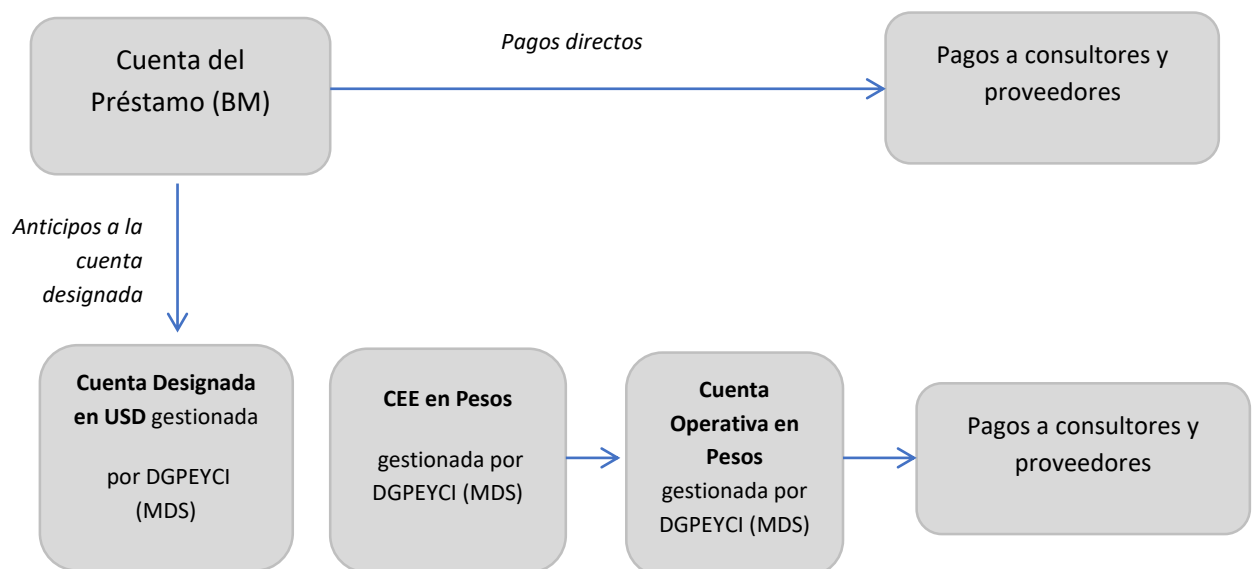 Cuenta del
Préstamo (BM)
Pagos directos
Pagos a consultores y
proveedores
Anticipos a la
cuenta
designada
Cuenta Designada
en USD gestionada
por DGPEYCI
(MDS)
CEE en Pesos
gestionada por
DGPEYCI (MDS)
Cuenta
Operativa en
Pesos
gestionada por
DGPEYCI (MDS)
Pagos a consultores y
proveedores